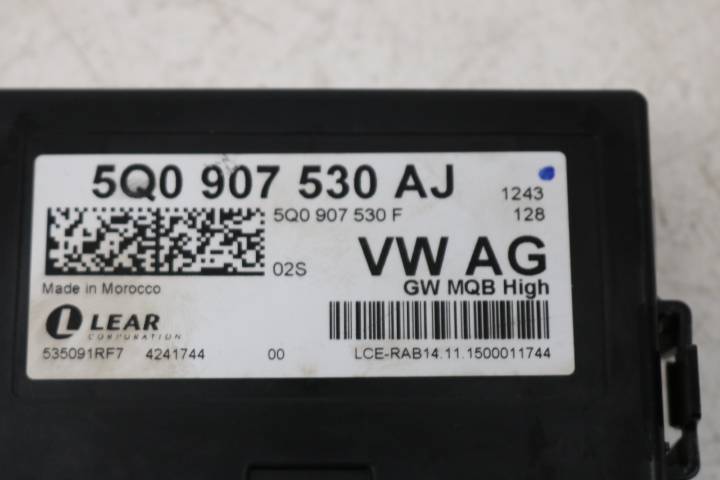 5Q0 907 530 AJ 1243
5Q0 907 530 F 128
02S VW AG
Made in Morocco GW MQB High
LEAR
CORPORATION
535091RF7 4241744 00 LCE-RAB14.11.1500011744